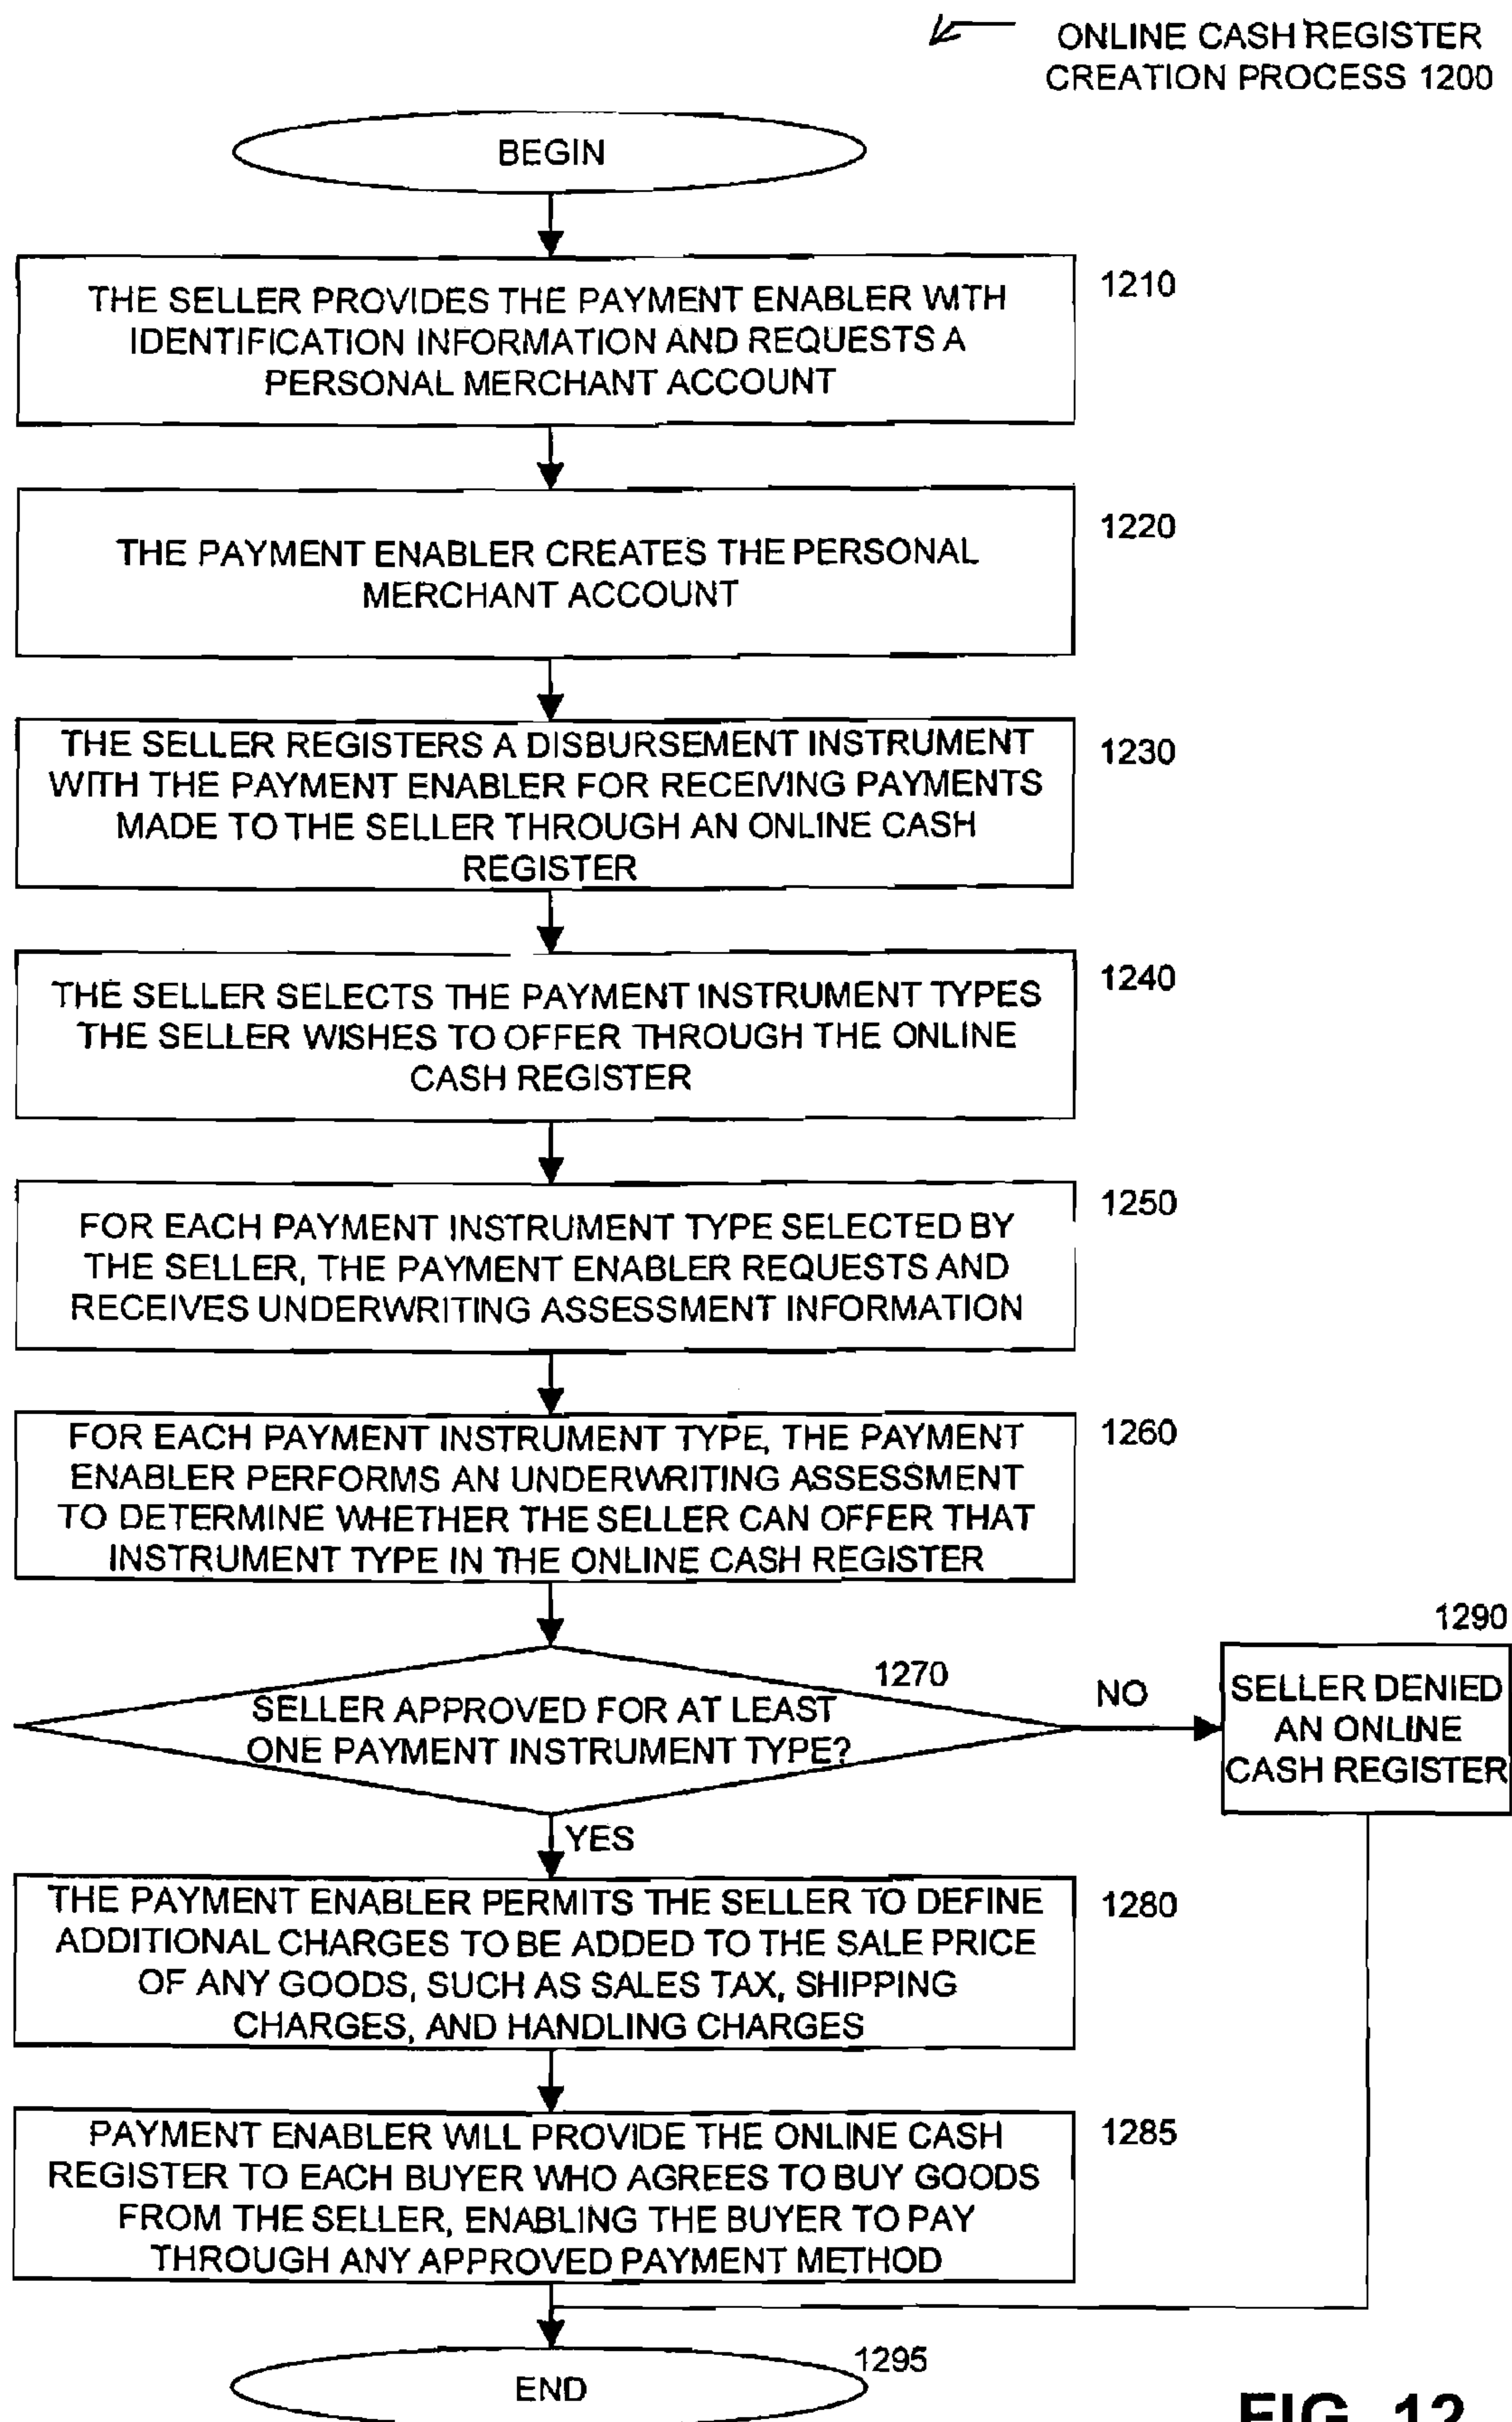 ONLINE CASH REGISTER
CREATION PROCESS 1200
BEGIN
1210
THE SELLER PROVIDES THE PAYMENT ENABLER WITH
IDENTIFICATION INFORMATION AND REQUESTS A
PERSONAL MERCHANT ACCOUNT
1220
THE PAYMENT ENABLER CREATES THE PERSONAL
MERCHANT ACCOUNT
1230
THE SELLER REGISTERS A DISBURSEMENT INSTRUMENT
WITH THE PAYMENT ENABLER FOR RECEIVING PAYMENTS
MADE TO THE SELLER THROUGH AN ONLINE CASH
REGISTER
1240
THE SELLER SELECTS THE PAYMENT INSTRUMENT TYPES
THE SELLER WISHES TO OFFER THROUGH THE ONLINE
CASH REGISTER
1250
FOR EACH PAYMENT INSTRUMENT TYPE SELECTED BY
THE SELLER, THE PAYMENT ENABLER REQUESTS AND
RECEIVES UNDERWRITING ASSESSMENT INFORMATION
1260
FOR EACH PAYMENT INSTRUMENT TYPE, THE PAYMENT
ENABLER PERFORMS AN UNDERWRITING ASSESSMENT
TO DETERMINE WHETHER THE SELLER CAN OFFER THAT
INSTRUMENT TYPE IN THE ONLINE CASH REGISTER
1270
SELLER APPROVED FOR AT LEAST
ONE PAYMENT INSTRUMENT TYPE?
NO
1290
SELLER DENIED
AN ONLINE
CASH REGISTER
YES
1280
THE PAYMENT ENABLER PERMITS THE SELLER TO DEFINE
ADDITIONAL CHARGES TO BE ADDED TO THE SALE PRICE
OF ANY GOODS, SUCH AS SALES TAX, SHIPPING
CHARGES, AND HANDLING CHARGES
1285
PAYMENT ENABLER WILL PROVIDE THE ONLINE CASH
REGISTER TO EACH BUYER WHO AGREES TO BUY GOODS
FROM THE SELLER, ENABLING THE BUYER TO PAY
THROUGH ANY APPROVED PAYMENT METHOD
1295
END
FIG. 12